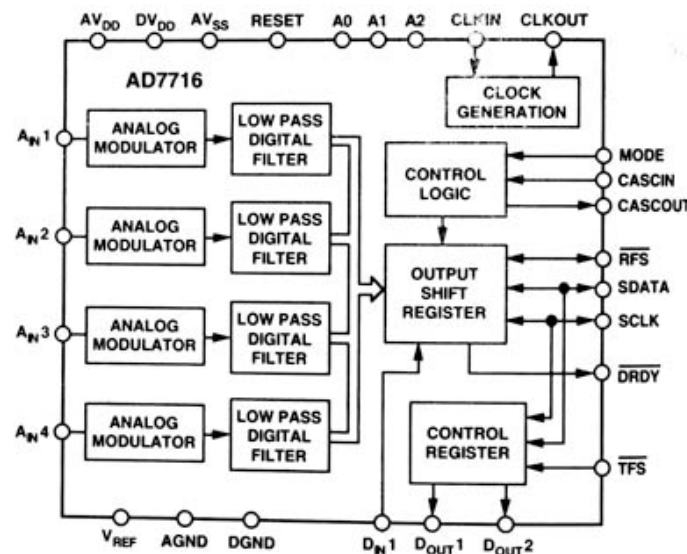 AVDD DVDD AVSS RESET A0 A1 A2 CLKIN CLKOUT
AD7716
CLOCK
GENERATION
AIN1
ANALOG
MODULATOR
LOW PASS
DIGITAL
FILTER
CONTROL
LOGIC
MODE
CASCIN
CASCOUT
AIN2
ANALOG
MODULATOR
LOW PASS
DIGITAL
FILTER
OUTPUT
SHIFT
REGISTER
RFS
SDATA
SCLK
DRDY
AIN3
ANALOG
MODULATOR
LOW PASS
DIGITAL
FILTER
AIN4
ANALOG
MODULATOR
LOW PASS
DIGITAL
FILTER
CONTROL
REGISTER
TFS
VREF AGND DGND DIN1 DOUT1 DOUT2